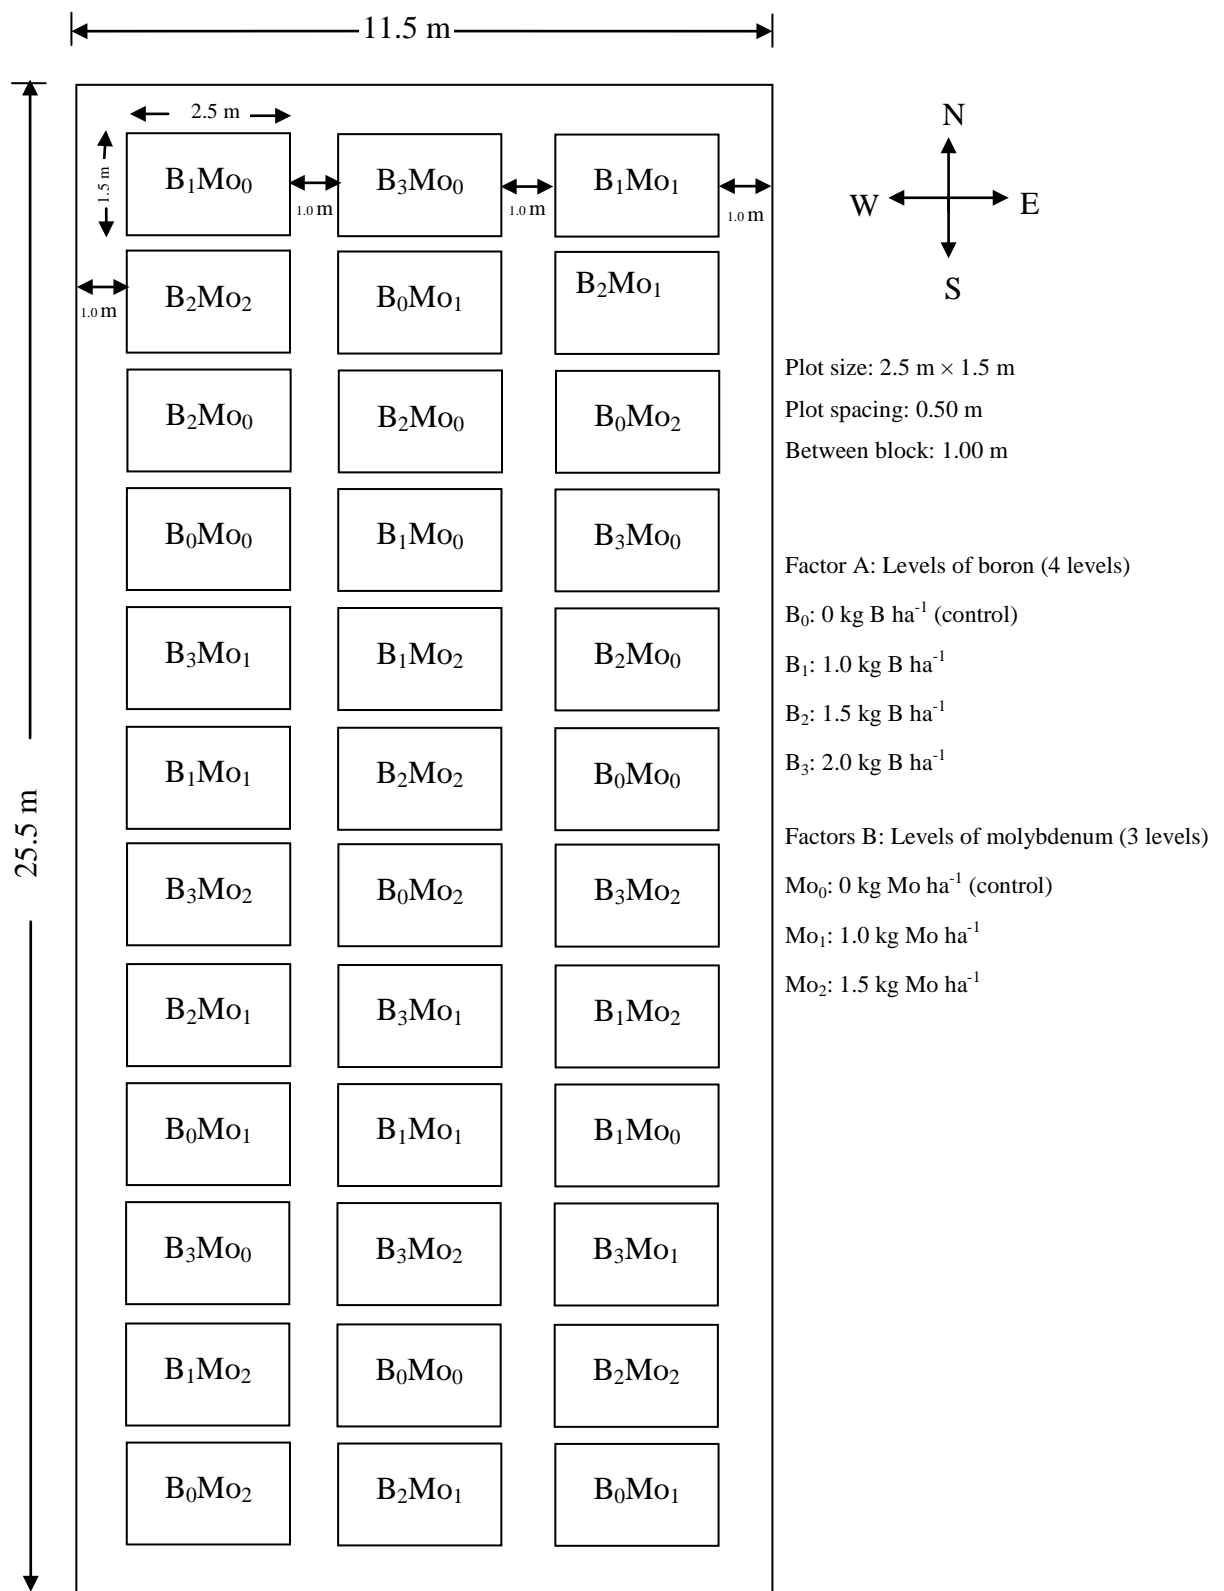 11.5 m
2.5 m
1.5 m
B₁Mo₀ B₃Mo₀ B₁Mo₁
1.0 m 1.0 m 1.0 m
N
W E
S
B₂Mo₂ B₀Mo₁ B₂Mo₁
1.0 m
Plot size: 2.5 m × 1.5 m
Plot spacing: 0.50 m
Between block: 1.00 m
B₂Mo₀ B₂Mo₀ B₀Mo₂
B₀Mo₀ B₁Mo₀ B₃Mo₀
Factor A: Levels of boron (4 levels)
B₀: 0 kg B ha⁻¹ (control)
B₁: 1.0 kg B ha⁻¹
B₂: 1.5 kg B ha⁻¹
B₃: 2.0 kg B ha⁻¹
B₃Mo₁ B₁Mo₂ B₂Mo₀
B₁Mo₁ B₂Mo₂ B₀Mo₀
25.5 m
Factors B: Levels of molybdenum (3 levels)
Mo₀: 0 kg Mo ha⁻¹ (control)
Mo₁: 1.0 kg Mo ha⁻¹
Mo₂: 1.5 kg Mo ha⁻¹
B₃Mo₂ B₀Mo₂ B₃Mo₂
B₂Mo₁ B₃Mo₁ B₁Mo₂
B₀Mo₁ B₁Mo₁ B₁Mo₀
B₃Mo₀ B₃Mo₂ B₃Mo₁
B₁Mo₂ B₀Mo₀ B₂Mo₂
B₀Mo₂ B₂Mo₁ B₀Mo₁